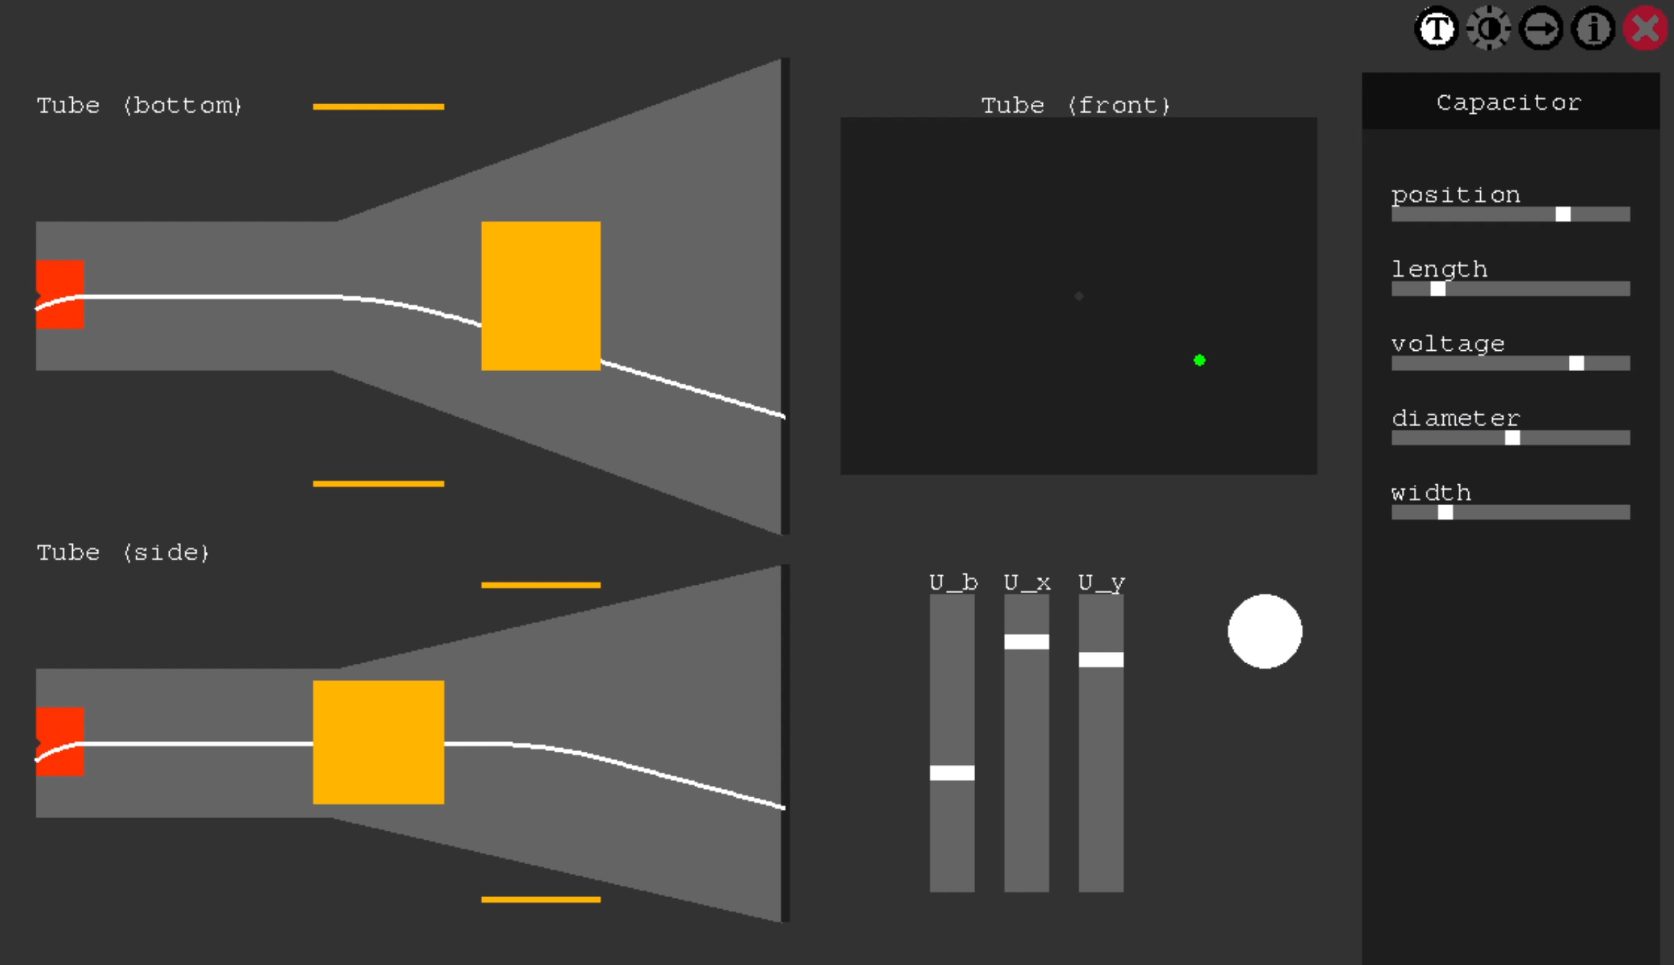 T i
Tube (bottom)
Tube (front)
Capacitor
position
length
voltage
diameter
width
Tube (side)
U_b U_x U_y